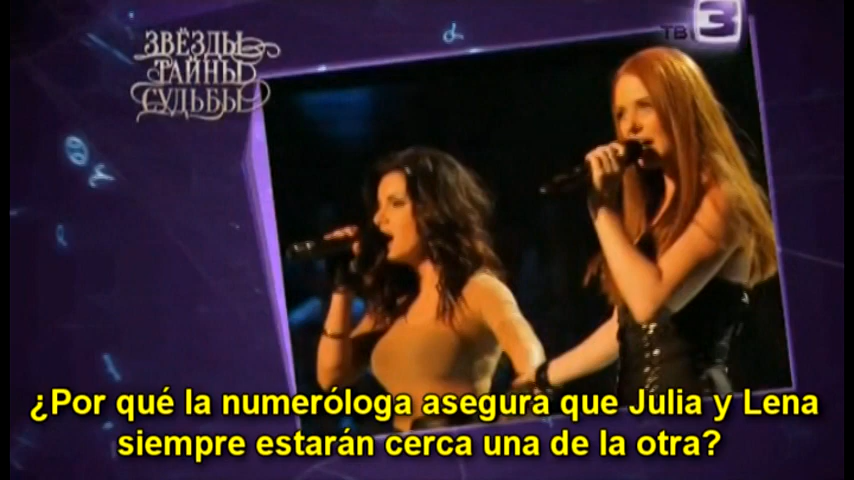 ЗВЁЗДЫ
ТАЙНЫ
СУДЬБЫ
ТВ3
¿Por qué la numeróloga asegura que Julia y Lena
siempre estarán cerca una de la otra?